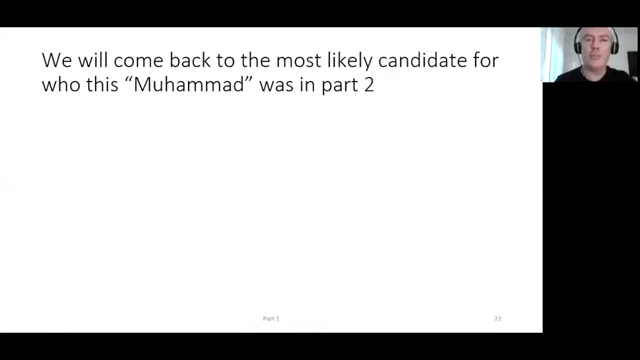 We will come back to the most likely candidate for
who this “Muhammad” was in part 2
Part 1
22